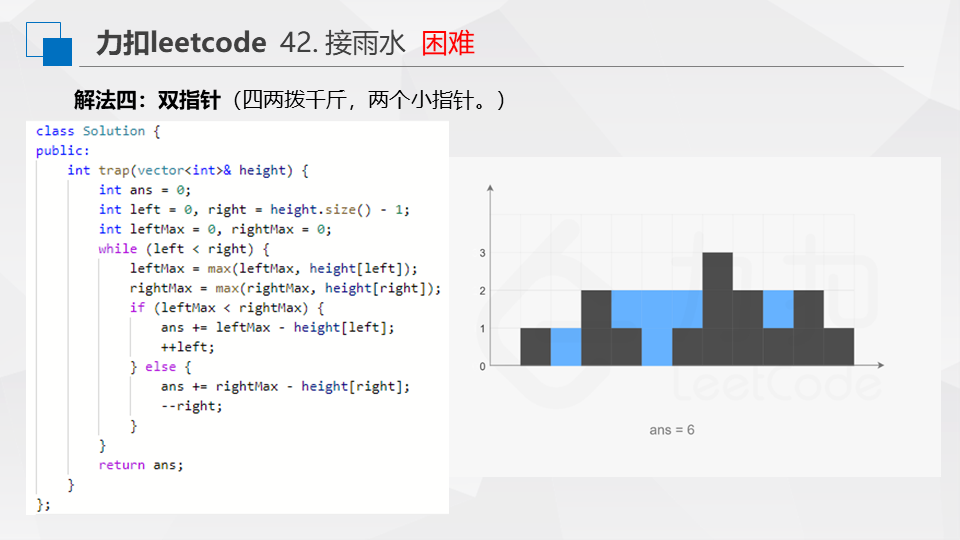 力扣leetcode 42. 接雨水 困难
解法四：双指针（四两拨千斤，两个小指针。）
class Solution {
public:
    int trap(vector<int>& height) {
        int ans = 0;
        int left = 0, right = height.size() - 1;
        int leftMax = 0, rightMax = 0;
        while (left < right) {
            leftMax = max(leftMax, height[left]);
            rightMax = max(rightMax, height[right]);
            if (leftMax < rightMax) {
                ans += leftMax - height[left];
                ++left;
            } else {
                ans += rightMax - height[right];
                --right;
            }
        }
        return ans;
    }
};
3
2
1
0
力扣
LeetCode
ans = 6